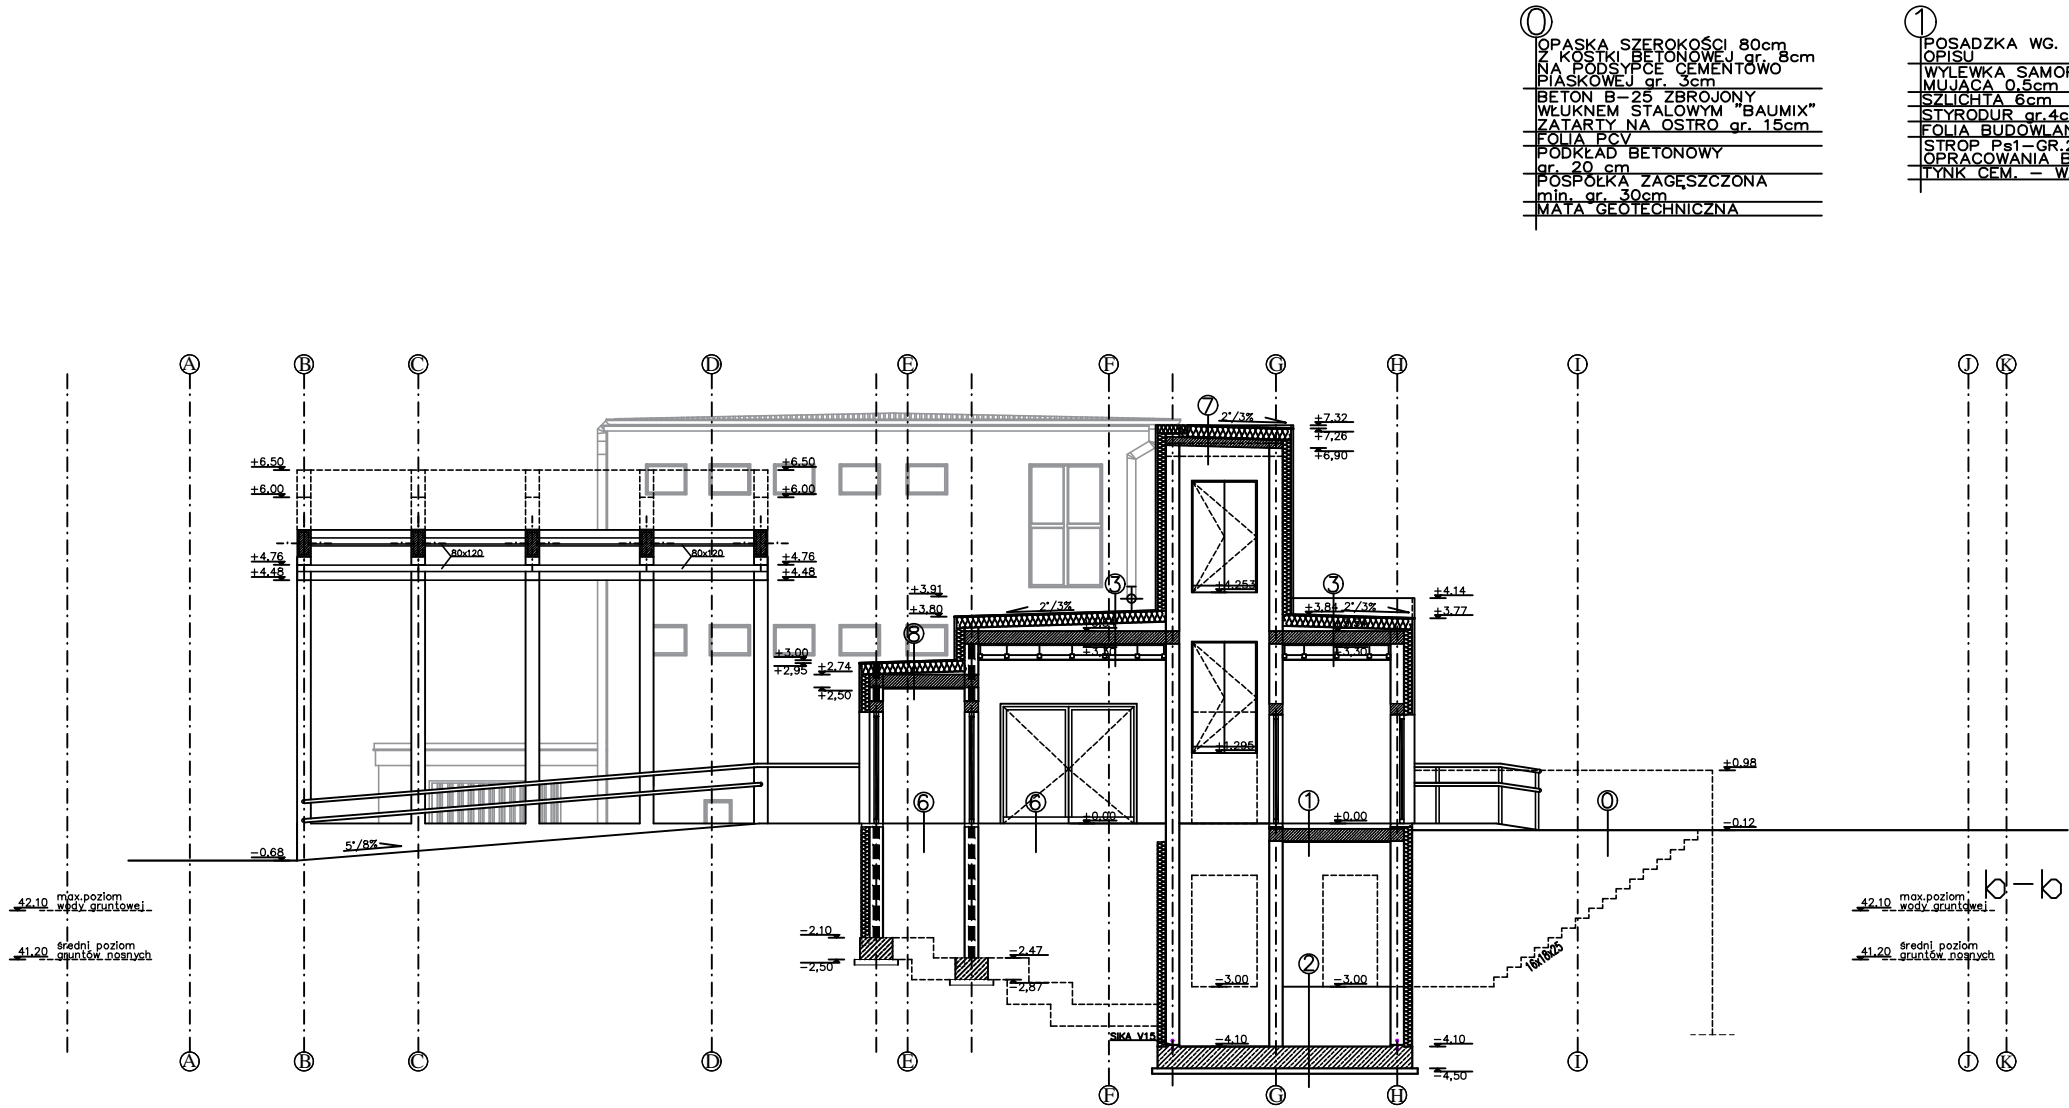 0
OPASKA SZEROKOŚCI 80cm
Z KOSTKI BETONOWEJ gr. 8cm
NA PODSYPCE CEMENTOWO
PIASKOWEJ gr. 3cm
BETON B-25 ZBROJONY
WŁUKNEM STALOWYM "BAUMIX"
ZATARTY NA OSTRO gr. 15cm
FOLIA PCV
PODKŁAD BETONOWY
gr. 20 cm
POSPÓŁKA ZAGĘSZCZONA
min. gr. 30cm
MATA GEOTECHNICZNA
1
POSADZKA WG.
OPISU
WYLEWKA
MUJĄCA 0,5cm
SZLICHTA 6cm
STYRODUR
FOLIA
STROP
OPRACOWANIA
TYNK CEM. – W
A B C D E F G H I J K
7
2°/3%
+7,32
+7,26
+6,90
+6,50 +6,50
+6,00 +6,00
80x120 80x120
+4,76 +4,76
+4,48 +4,48
+3,91
+3,80
2°/3%
3
+4,253
3
+3,84 2°/3%
+4,14
+3,77
8
+3,30
+3,00
+2,95
+2,74
+2,50
+1,295
+0,98
6 6 1 0
+0,00 +0,00
-0,12
5°/8%
-0,68
42.10 max.poziom
wody gruntowej
41.20 średni poziom
gruntów nośnych
-2,10
-2,50
-2,47
-2,87
2
-3,00 -3,00
16x18x25
42.10 max.poziom
wody gruntowej
41.20 średni poziom
gruntów nośnych
b-b
SIKA V15
-4,10 -4,10
-4,50
A B C D E F G H I J K